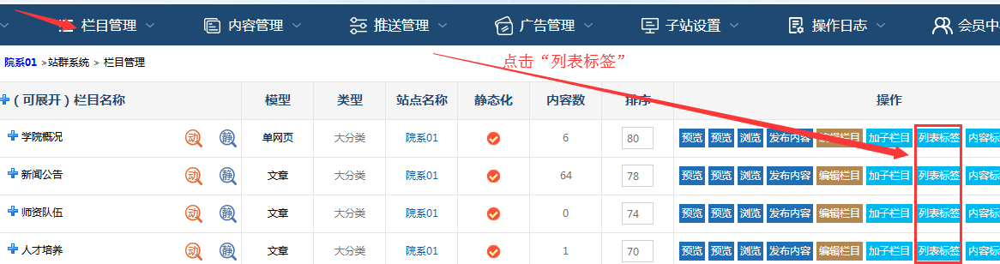 栏目管理 内容管理 推送管理 广告管理 子站设置 操作日志 会员中
院系01 >站群系统 > 栏目管理
点击“列表标签”
(可展开)栏目名称 模型 类型 站点名称 静态化 内容数 排序 操作
学院概况 动 静 单网页 大分类 院系01 6 80 预览 预览 浏览 发布内容 编辑栏目 加子栏目 列表标签 内容标
新闻公告 动 静 文章 大分类 院系01 64 78 预览 预览 浏览 发布内容 编辑栏目 加子栏目 列表标签 内容标
师资队伍 动 静 文章 大分类 院系01 0 74 预览 预览 浏览 发布内容 编辑栏目 加子栏目 列表标签 内容标
人才培养 动 静 文章 大分类 院系01 1 70 预览 预览 浏览 发布内容 编辑栏目 加子栏目 列表标签 内容标